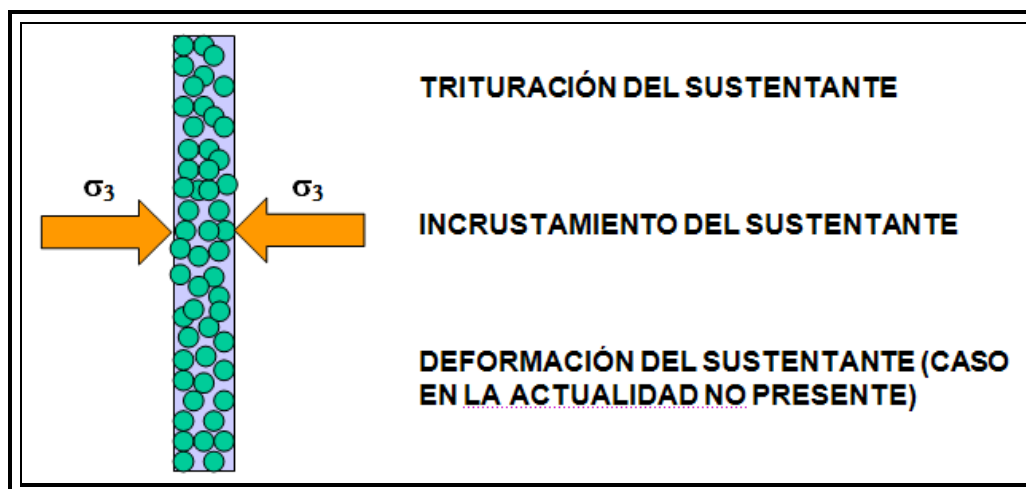 TRITURACIÓN DEL SUSTENTANTE
σ3 σ3
INCRUSTAMIENTO DEL SUSTENTANTE
DEFORMACIÓN DEL SUSTENTANTE (CASO
EN LA ACTUALIDAD NO PRESENTE)